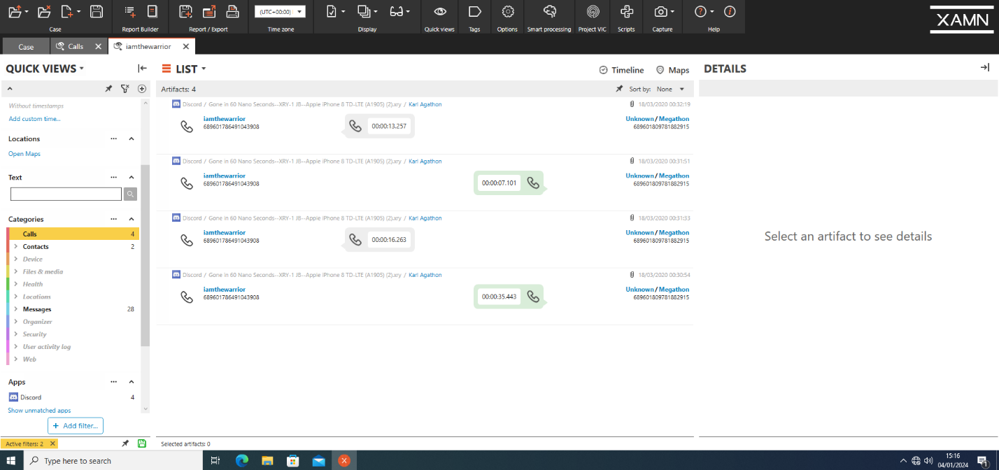 (UTC+00:00)
Case
Report Builder
Report / Export
Time zone
Display
Quick views
Tags
Options
Smart processing
Project VIC
Scripts
Capture
Help
XAMN
Case
Calls
iamthewarrior
QUICK VIEWS
Without timestamps
Add custom time...
Locations
Open Maps
Text
Categories
Calls 4
Contacts 2
Device
Files & media
Health
Locations
Messages 28
Organizer
Security
User activity log
Web
Apps
Discord 4
Show unmatched apps
+ Add filter...
Active filters: 2
LIST
Timeline
Maps
Artifacts: 4
Sort by: None
Discord / Gone in 60 Nano Seconds--XRY-1 JB--Apple iPhone 8 TD-LTE (A1905) (2).xry / Karl Agathon 18/03/2020 00:32:19
iamthewarrior 00:00:13.257 Unknown / Megathon
689601786491043908 689601809781882915
Discord / Gone in 60 Nano Seconds--XRY-1 JB--Apple iPhone 8 TD-LTE (A1905) (2).xry / Karl Agathon 18/03/2020 00:31:51
iamthewarrior 00:00:07.101 Unknown / Megathon
689601786491043908 689601809781882915
Discord / Gone in 60 Nano Seconds--XRY-1 JB--Apple iPhone 8 TD-LTE (A1905) (2).xry / Karl Agathon 18/03/2020 00:31:33
iamthewarrior 00:00:16.263 Unknown / Megathon
689601786491043908 689601809781882915
Discord / Gone in 60 Nano Seconds--XRY-1 JB--Apple iPhone 8 TD-LTE (A1905) (2).xry / Karl Agathon 18/03/2020 00:30:54
iamthewarrior 00:00:35.443 Unknown / Megathon
689601786491043908 689601809781882915
Selected artifacts: 0
DETAILS
Select an artifact to see details
Type here to search
15:16
04/01/2024
1